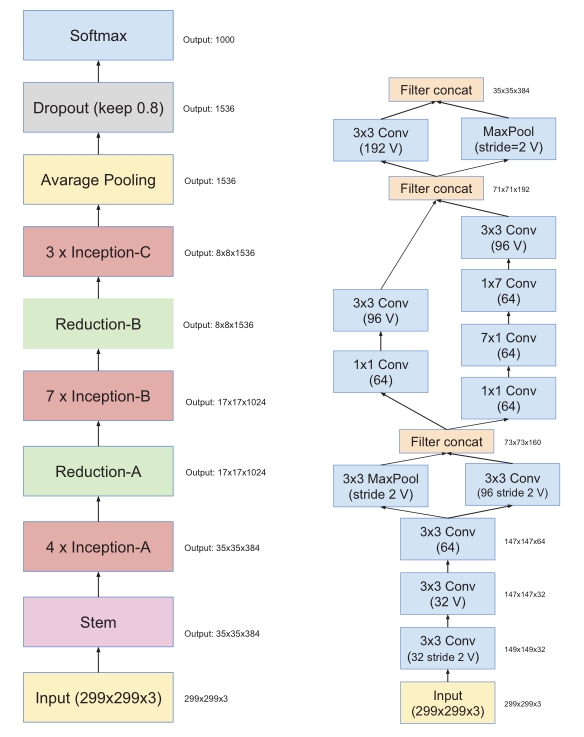 Softmax
Output: 1000
Dropout (keep 0.8)
Output: 1536
Avarage Pooling
Output: 1536
3 x Inception-C
Output: 8x8x1536
Reduction-B
Output: 8x8x1536
7 x Inception-B
Output: 17x17x1024
Reduction-A
Output: 17x17x1024
4 x Inception-A
Output: 35x35x384
Stem
Output: 35x35x384
Input (299x299x3)
299x299x3
Filter concat
35x35x384
3x3 Conv
(192 V)
MaxPool
(stride=2 V)
Filter concat
71x71x192
3x3 Conv
(96 V)
1x7 Conv
(64)
3x3 Conv
(96 V)
7x1 Conv
(64)
1x1 Conv
(64)
1x1 Conv
(64)
Filter concat
73x73x160
3x3 MaxPool
(stride 2 V)
3x3 Conv
(96 stride 2 V)
3x3 Conv
(64)
147x147x64
3x3 Conv
(32 V)
147x147x32
3x3 Conv
(32 stride 2 V)
149x149x32
Input
(299x299x3)
299x299x3